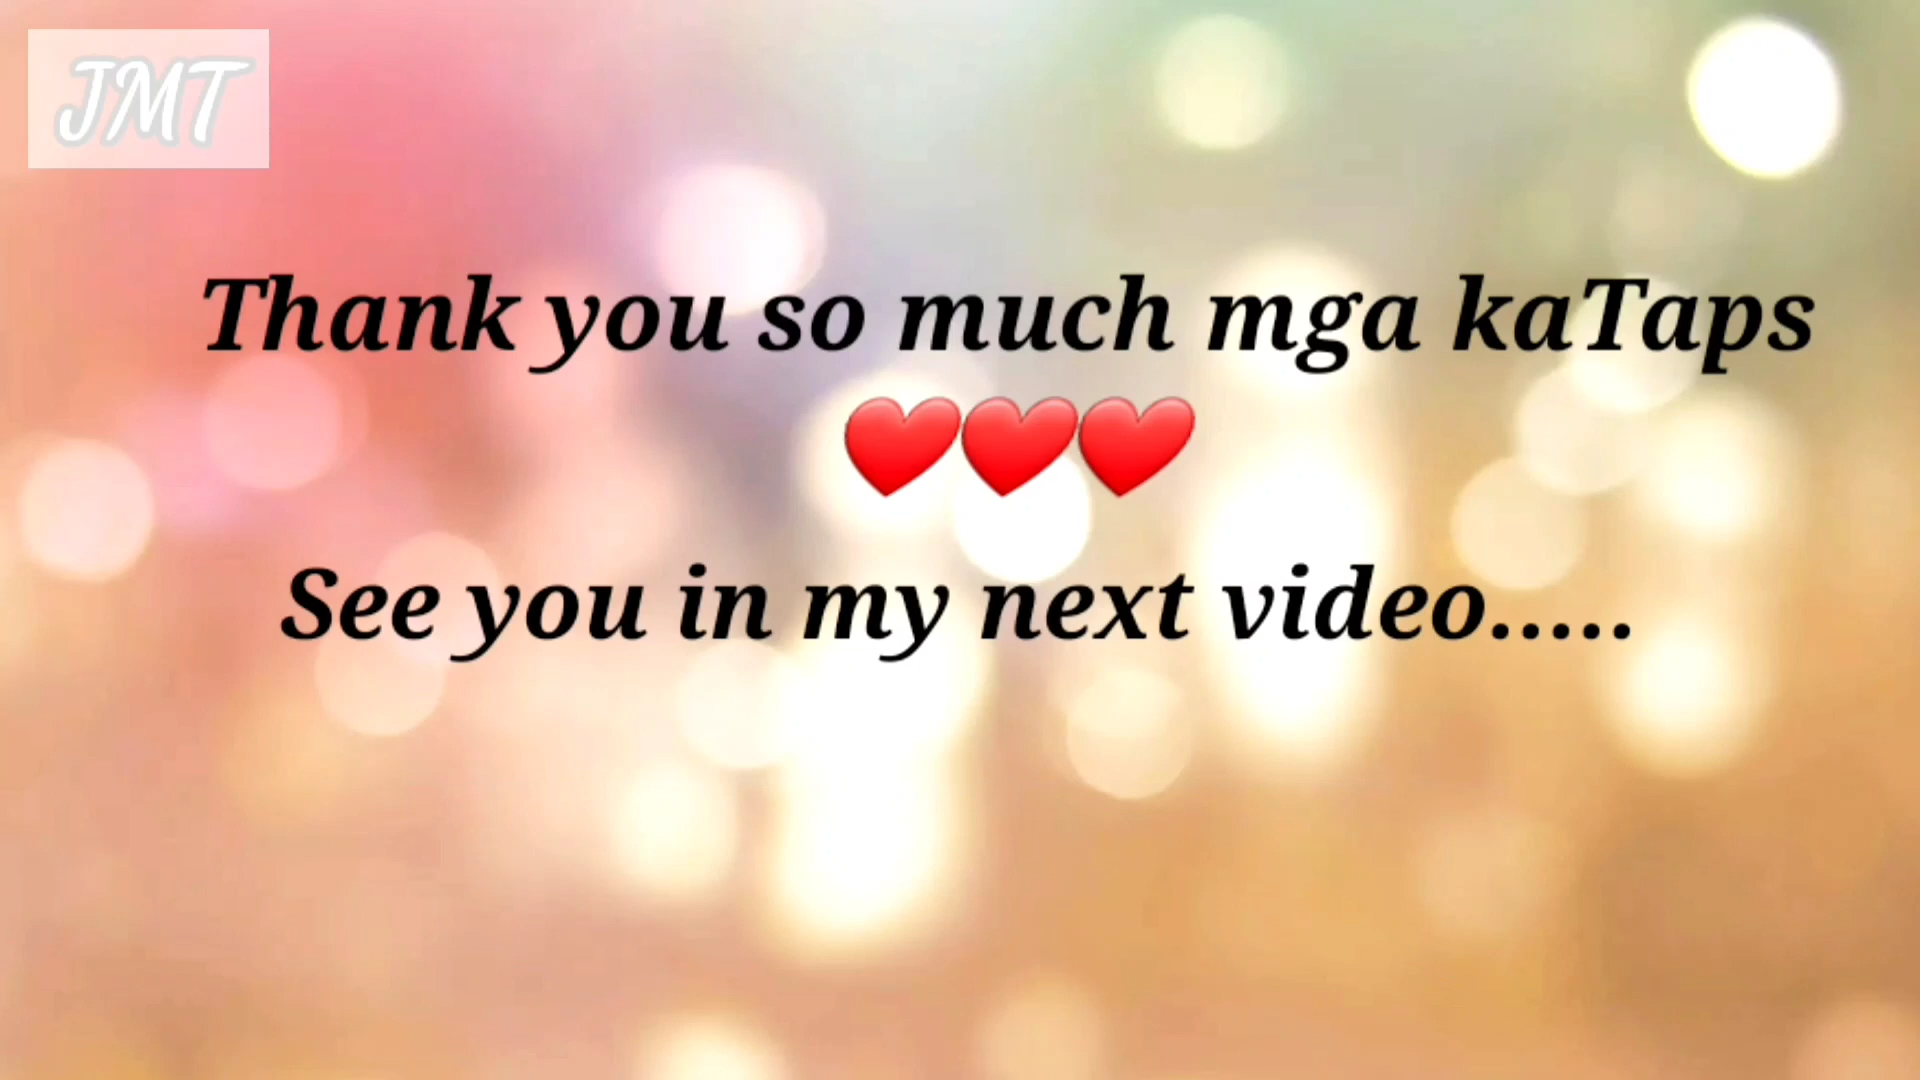 JMT
Thank you so much mga kaTaps
❤❤❤
See you in my next video.....